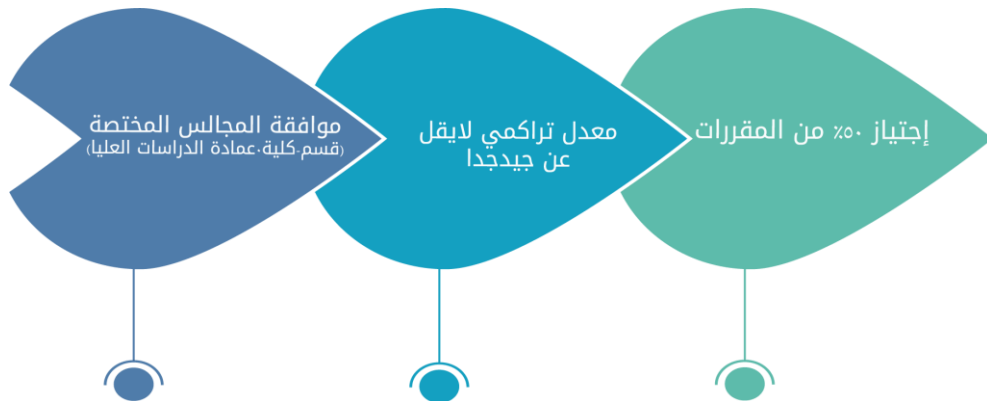 إجتياز ٥٠٪ من المقررات
معدل تراكمي لايقل
عن جيدجدا
موافقة المجالس المختصة
(قسم-كلية-عمادة الدراسات العليا)